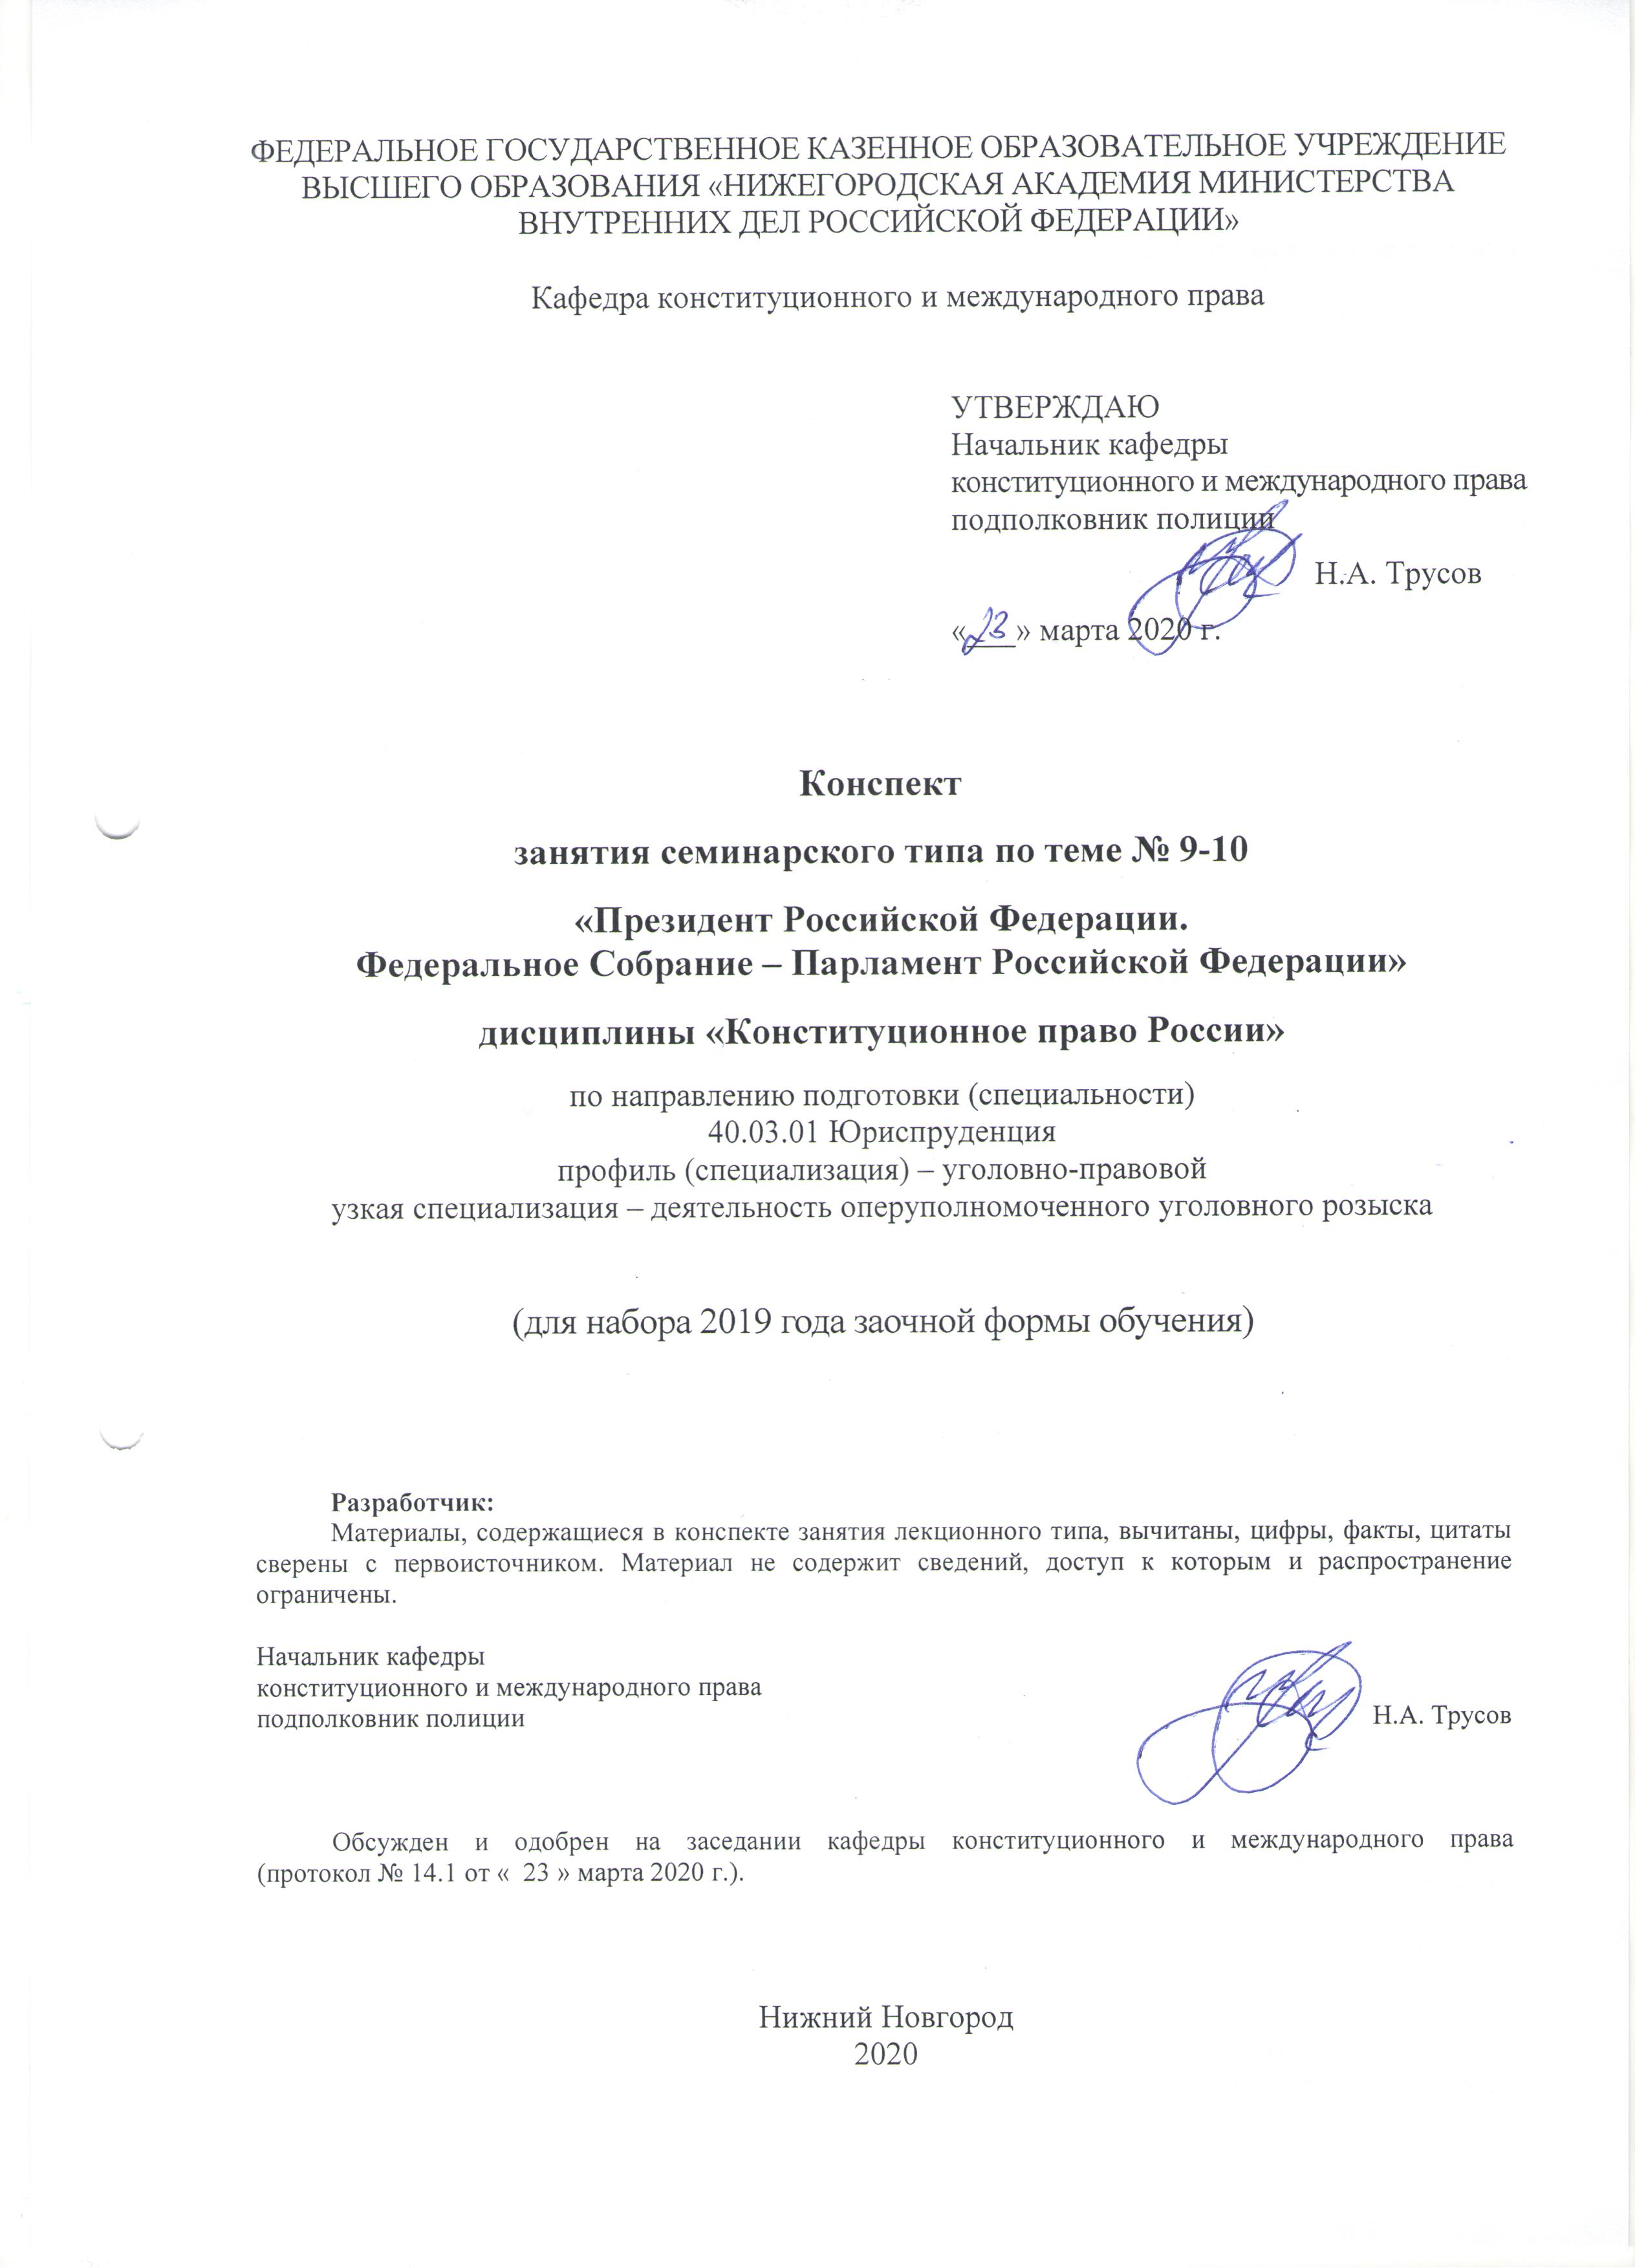 ФЕДЕРАЛЬНОЕ ГОСУДАРСТВЕННОЕ КАЗЕННОЕ ОБРАЗОВАТЕЛЬНОЕ УЧРЕЖДЕНИЕ
ВЫСШЕГО ОБРАЗОВАНИЯ «НИЖЕГОРОДСКАЯ АКАДЕМИЯ МИНИСТЕРСТВА
ВНУТРЕННИХ ДЕЛ РОССИЙСКОЙ ФЕДЕРАЦИИ»
Кафедра конституционного и международного права
УТВЕРЖДАЮ
Начальник кафедры
конституционного и международного права
подполковник полиции
Н.А. Трусов
«23» марта 2020 г.
Конспект
занятия семинарского типа по теме № 9-10
«Президент Российской Федерации.
Федеральное Собрание – Парламент Российской Федерации»
дисциплины «Конституционное право России»
по направлению подготовки (специальности)
40.03.01 Юриспруденция
профиль (специализация) – уголовно-правовой
узкая специализация – деятельность оперуполномоченного уголовного розыска
(для набора 2019 года заочной формы обучения)
Разработчик:
Материалы, содержащиеся в конспекте занятия лекционного типа, вычитаны, цифры, факты, цитаты
сверены с первоисточником. Материал не содержит сведений, доступ к которым и распространение
ограничены.
Начальник кафедры
конституционного и международного права
подполковник полиции
Н.А. Трусов
Обсужден и одобрен на заседании кафедры конституционного и международного права
(протокол № 14.1 от « 23 » марта 2020 г.).
Нижний Новгород
2020